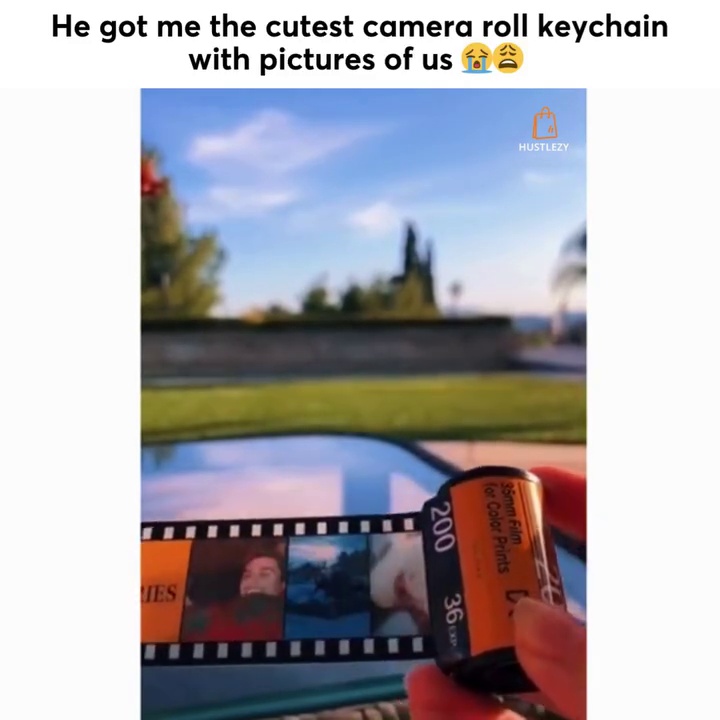 He got me the cutest camera roll keychain
with pictures of us 😭😩
HUSTLEZY
35mm Film
for Color Prints
200
36 EXP